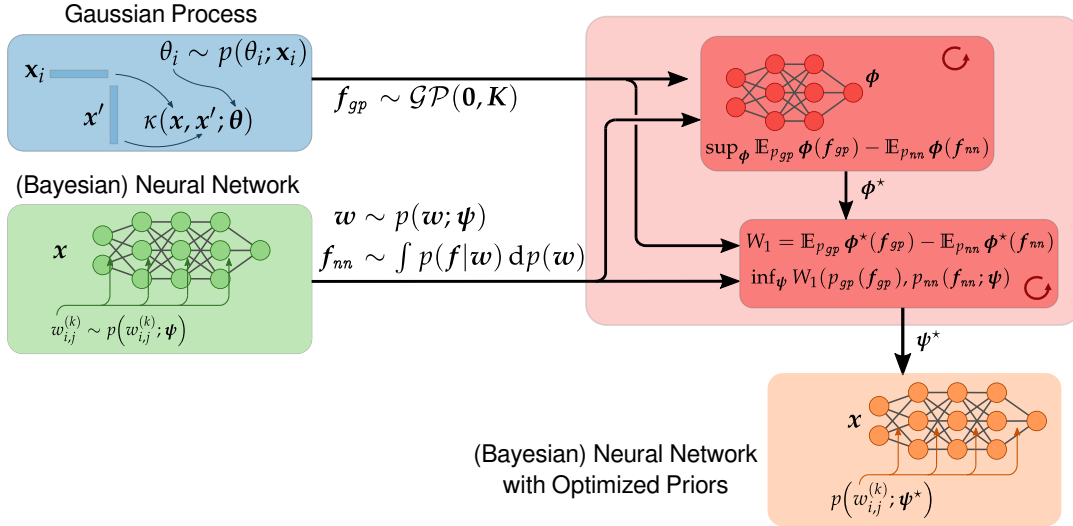 Gaussian Process
θ_i ∼ p(θ_i; x_i)
x_i
x′
κ(x, x′; θ)
f_gp ∼ GP(0, K)
(Bayesian) Neural Network
x
w_{i,j}^{(k)} ∼ p(w_{i,j}^{(k)}; ψ)
w ∼ p(w; ψ)
f_nn ∼ ∫ p(f|w) dp(w)
ϕ
sup_ϕ 𝔼_{p_gp} ϕ(f_gp) − 𝔼_{p_nn} ϕ(f_nn)
ϕ⋆
W_1 = 𝔼_{p_gp} ϕ⋆(f_gp) − 𝔼_{p_nn} ϕ⋆(f_nn)
inf_ψ W_1(p_gp(f_gp), p_nn(f_nn; ψ)
ψ⋆
x
p(w_{i,j}^{(k)}; ψ⋆)
(Bayesian) Neural Network
with Optimized Priors